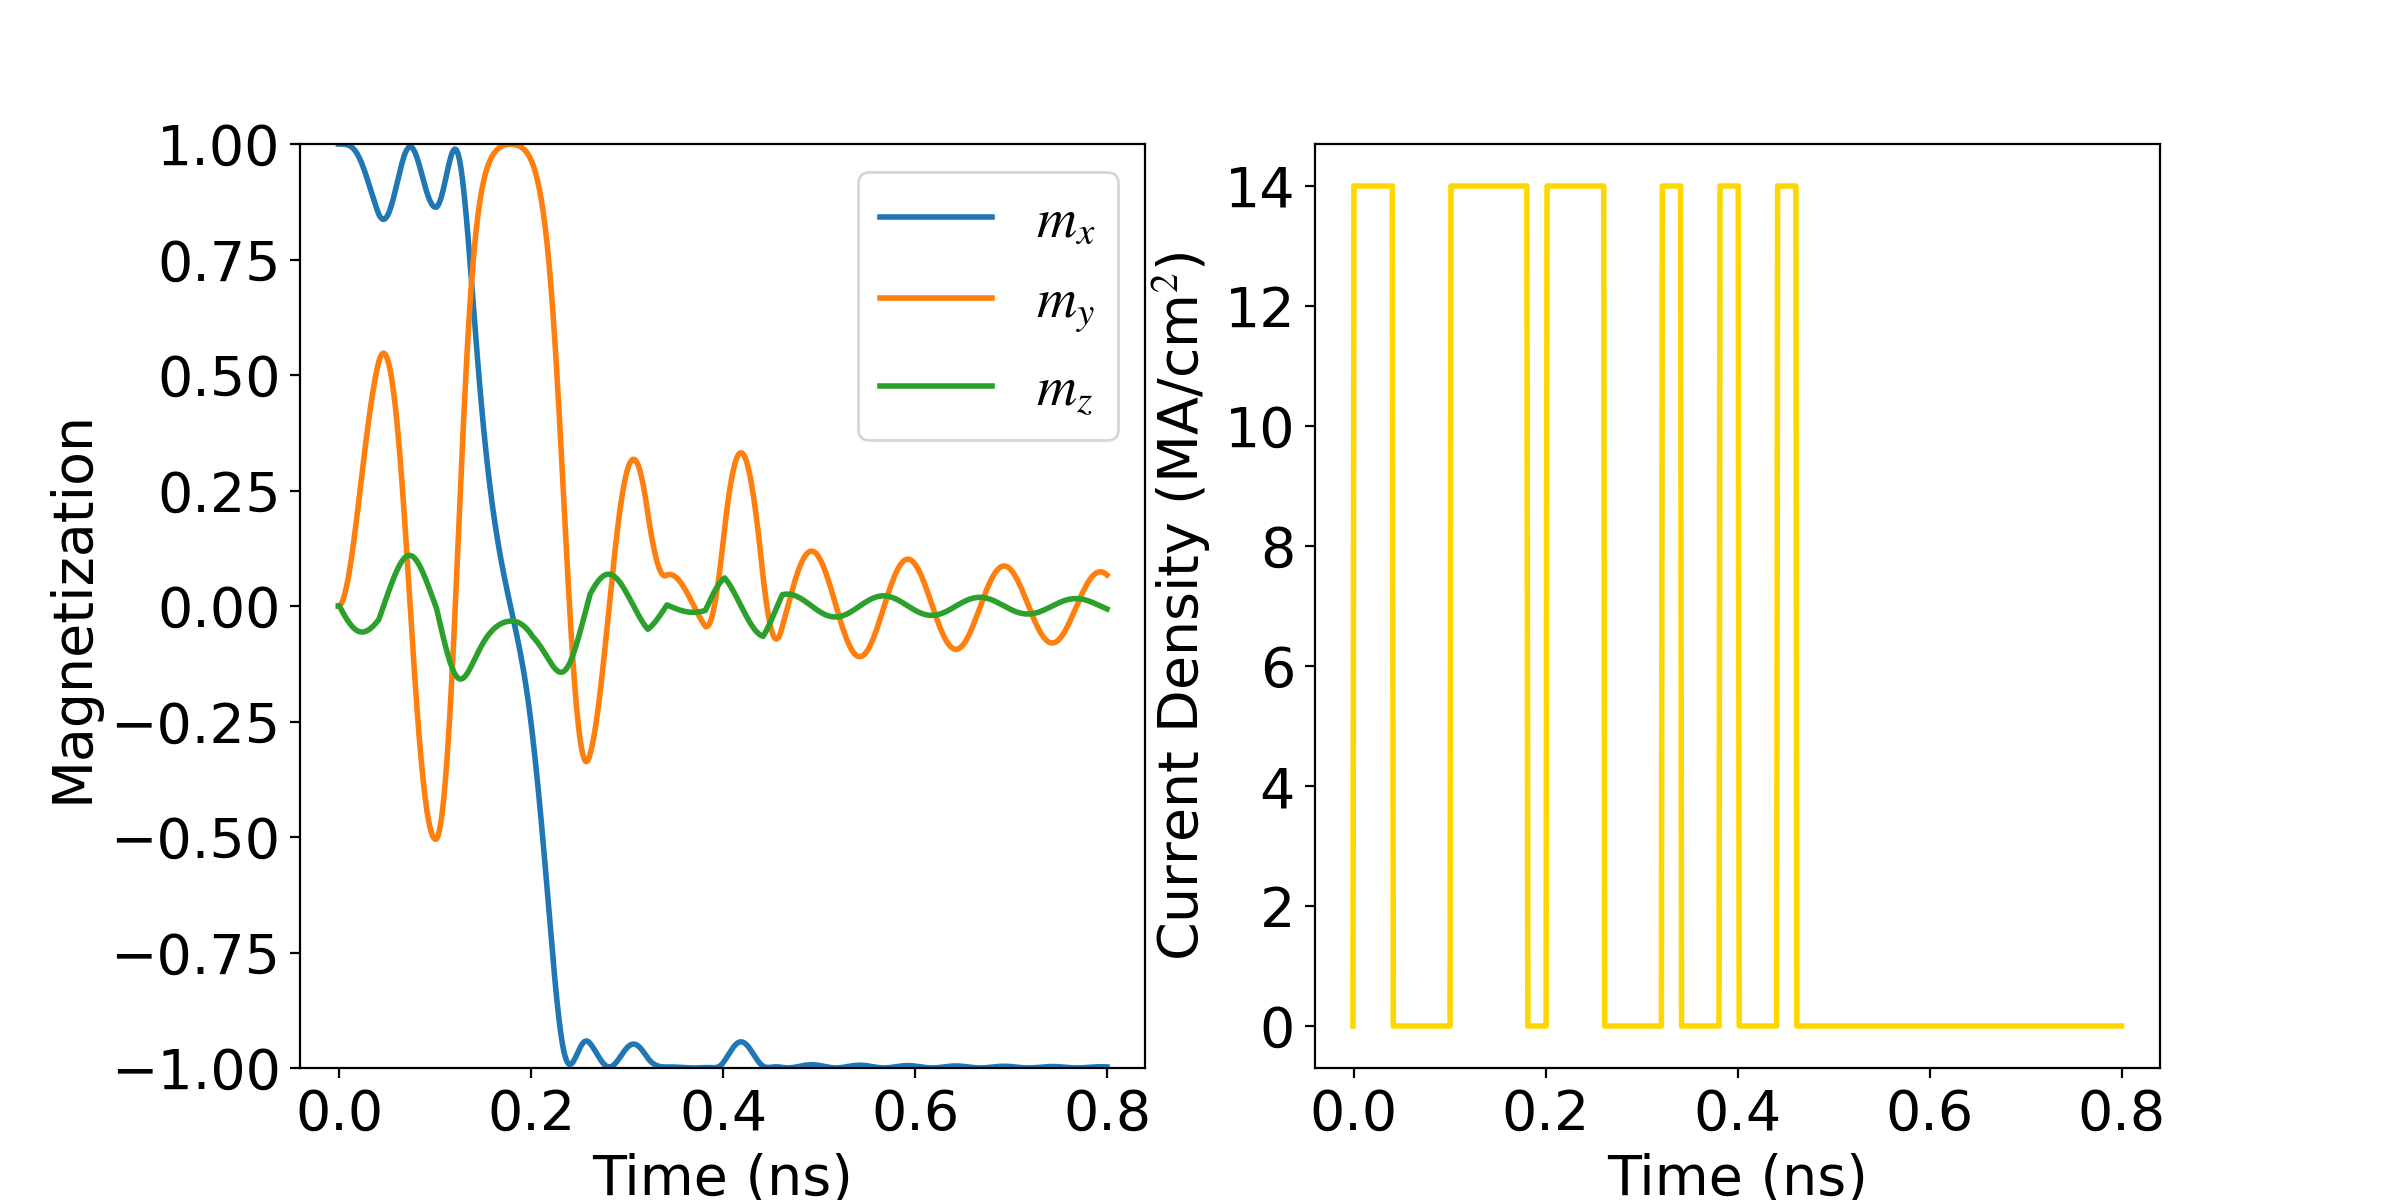 1.00
0.75
0.50
0.25
0.00
−0.25
−0.50
−0.75
−1.00
Magnetization
0.0 0.2 0.4 0.6 0.8
Time (ns)
m_x
m_y
m_z
14
12
10
8
6
4
2
0
Current Density (MA/cm²)
0.0 0.2 0.4 0.6 0.8
Time (ns)